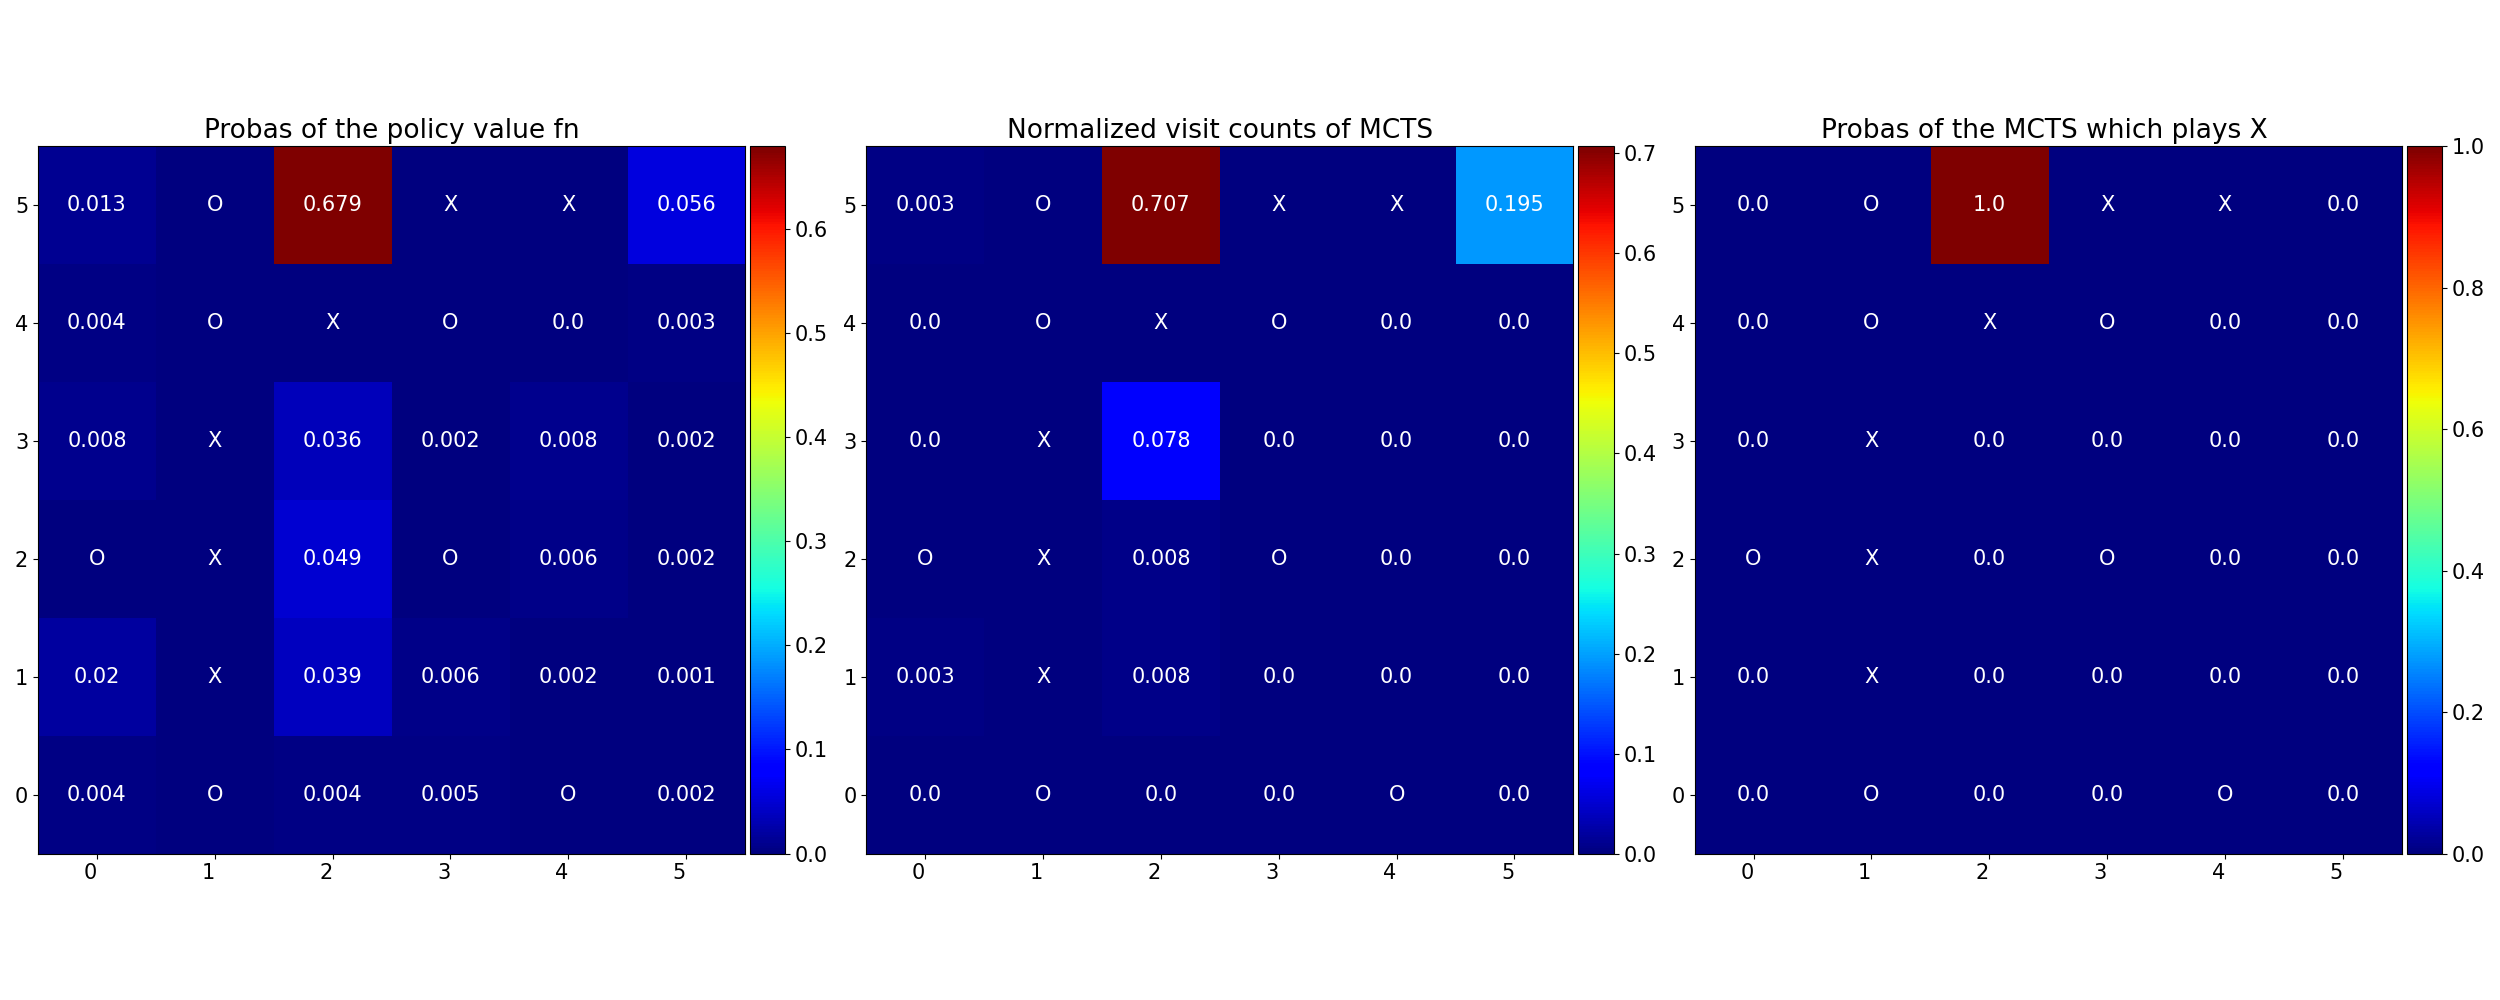 Probas of the policy value fn
5 0.013 O 0.679 X X 0.056
4 0.004 O X O 0.0 0.003
3 0.008 X 0.036 0.002 0.008 0.002
2 O X 0.049 O 0.006 0.002
1 0.02 X 0.039 0.006 0.002 0.001
0 0.004 O 0.004 0.005 O 0.002
0 1 2 3 4 5
0.6
0.5
0.4
0.3
0.2
0.1
0.0
Normalized visit counts of MCTS
5 0.003 O 0.707 X X 0.195
4 0.0 O X O 0.0 0.0
3 0.0 X 0.078 0.0 0.0 0.0
2 O X 0.008 O 0.0 0.0
1 0.003 X 0.008 0.0 0.0 0.0
0 0.0 O 0.0 0.0 O 0.0
0 1 2 3 4 5
0.7
0.6
0.5
0.4
0.3
0.2
0.1
0.0
Probas of the MCTS which plays X
5 0.0 O 1.0 X X 0.0
4 0.0 O X O 0.0 0.0
3 0.0 X 0.0 0.0 0.0 0.0
2 O X 0.0 O 0.0 0.0
1 0.0 X 0.0 0.0 0.0 0.0
0 0.0 O 0.0 0.0 O 0.0
0 1 2 3 4 5
1.0
0.8
0.6
0.4
0.2
0.0